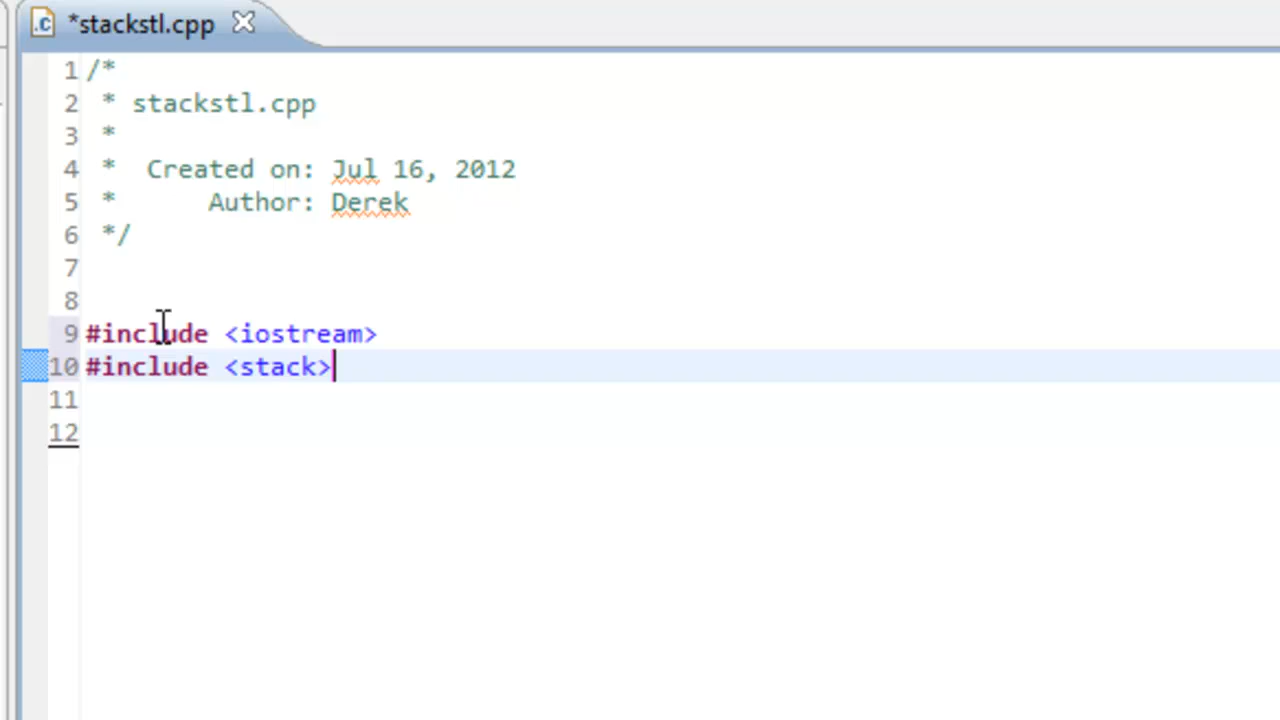 *stackstl.cpp
1 /*
2  * stackstl.cpp
3  *
4  *  Created on: Jul 16, 2012
5  *      Author: Derek
6  */
7
8
9 #include <iostream>
10 #include <stack>
11
12